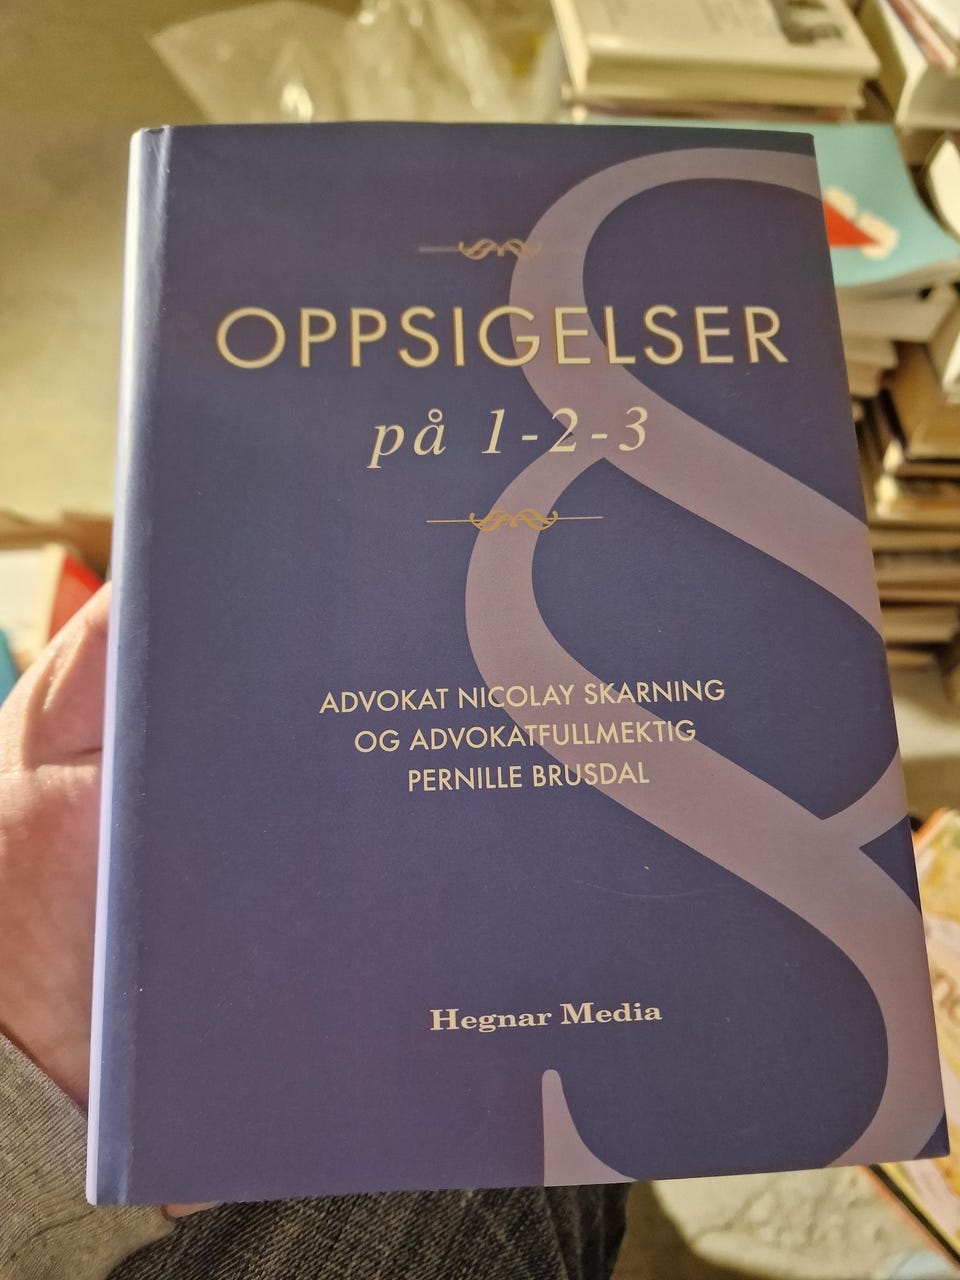 OPPSIGELSER
på 1-2-3
ADVOKAT NICOLAY SKARNING
OG ADVOKATFULLMEKTIG
PERNILLE BRUSDAL
Hegnar Media